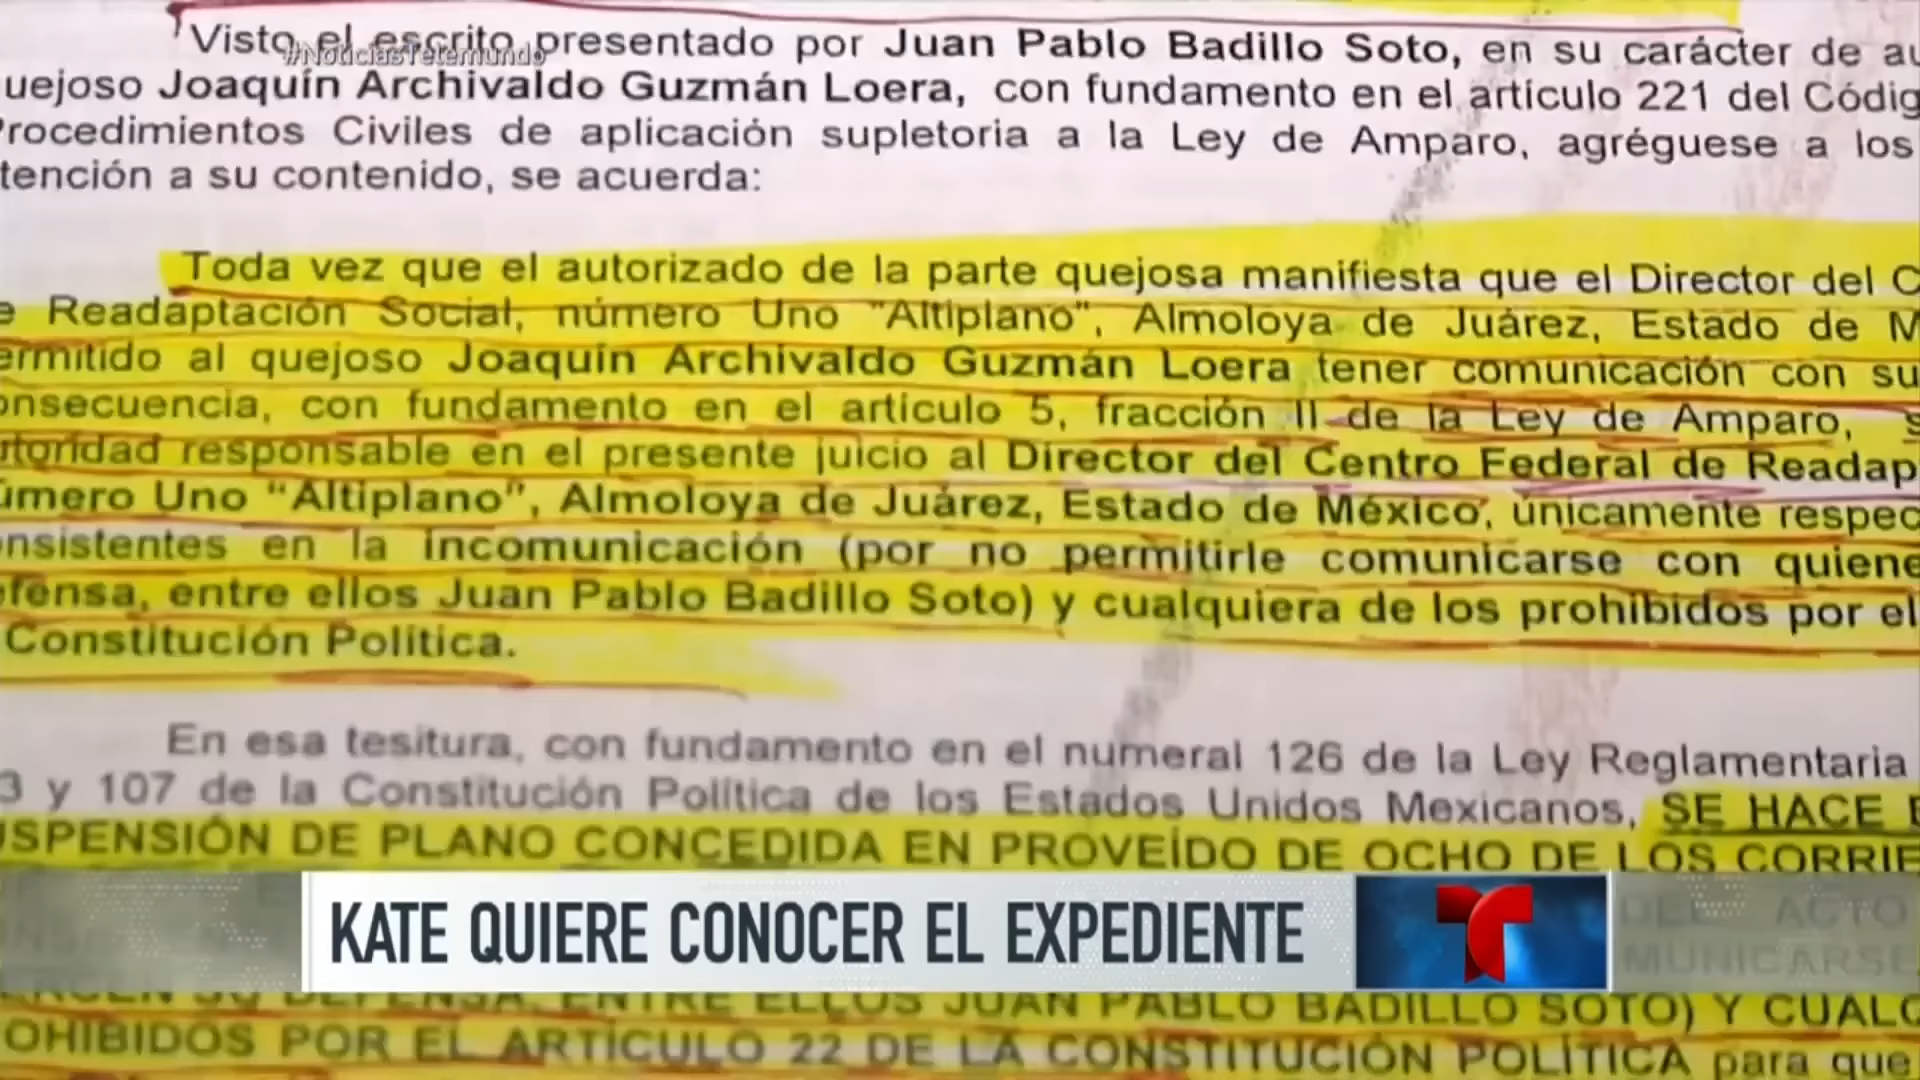 Visto el escrito presentado por Juan Pablo Badillo Soto, en su carácter de au
#NoticiasTelemundo
uejoso Joaquín Archivaldo Guzmán Loera, con fundamento en el artículo 221 del Códig
Procedimientos Civiles de aplicación supletoria a la Ley de Amparo, agréguese a los
tención a su contenido, se acuerda:
Toda vez que el autorizado de la parte quejosa manifiesta que el Director del C
e Readaptación Social, número Uno "Altiplano", Almoloya de Juárez, Estado de M
ermitido al quejoso Joaquín Archivaldo Guzmán Loera tener comunicación con su
onsecuencia, con fundamento en el artículo 5, fracción II de la Ley de Amparo, s
utoridad responsable en el presente juicio al Director del Centro Federal de Readap
úmero Uno "Altiplano", Almoloya de Juárez, Estado de México, únicamente respec
nsistentes en la incomunicación (por no permitirle comunicarse con quiene
efensa, entre ellos Juan Pablo Badillo Soto) y cualquiera de los prohibidos por el
Constitución Política.
En esa tesitura, con fundamento en el numeral 126 de la Ley Reglamentaria
3 y 107 de la Constitución Política de los Estados Unidos Mexicanos, SE HACE E
USPENSIÓN DE PLANO CONCEDIDA EN PROVEÍDO DE OCHO DE LOS CORRIE
DEL ACTO
KATE QUIERE CONOCER EL EXPEDIENTE
MUNICARSE
ERCEN SU DEFENSA, ENTRE ELLOS JUAN PABLO BADILLO SOTO) Y CUALQ
OHIBIDOS POR EL ARTÍCULO 22 DE LA CONSTITUCIÓN POLÍTICA para que